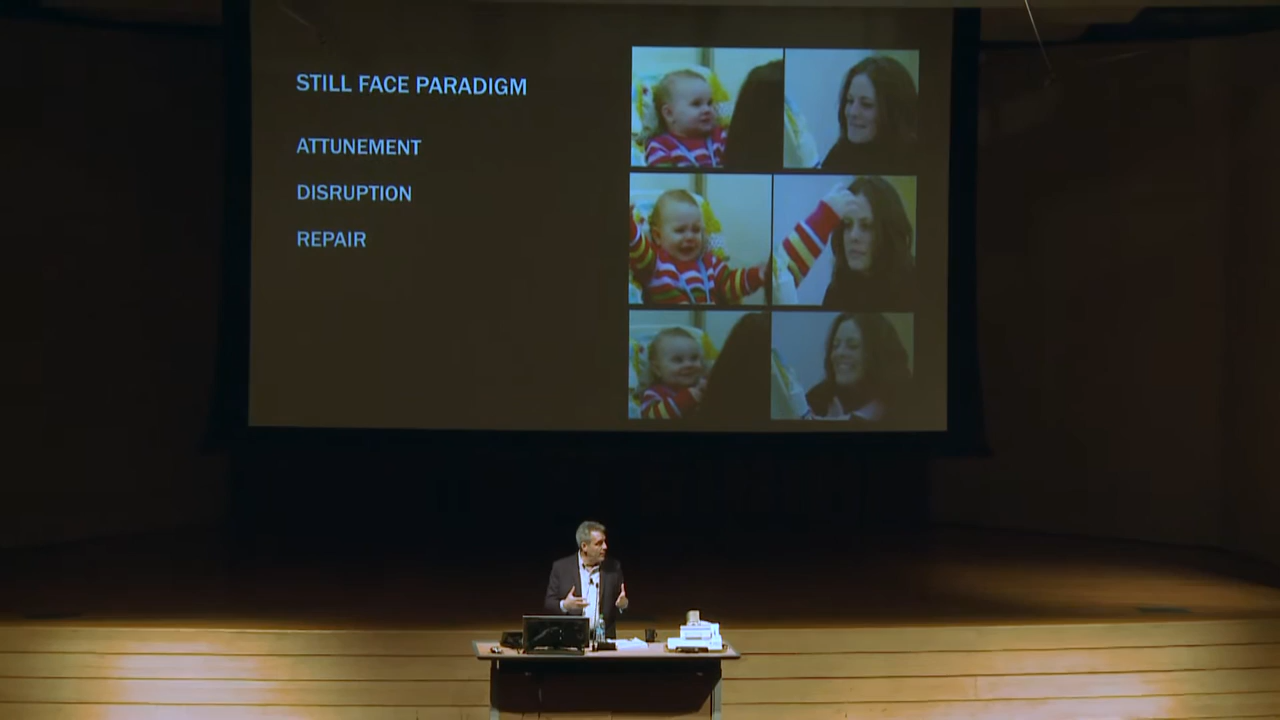 STILL FACE PARADIGM
ATTUNEMENT
DISRUPTION
REPAIR